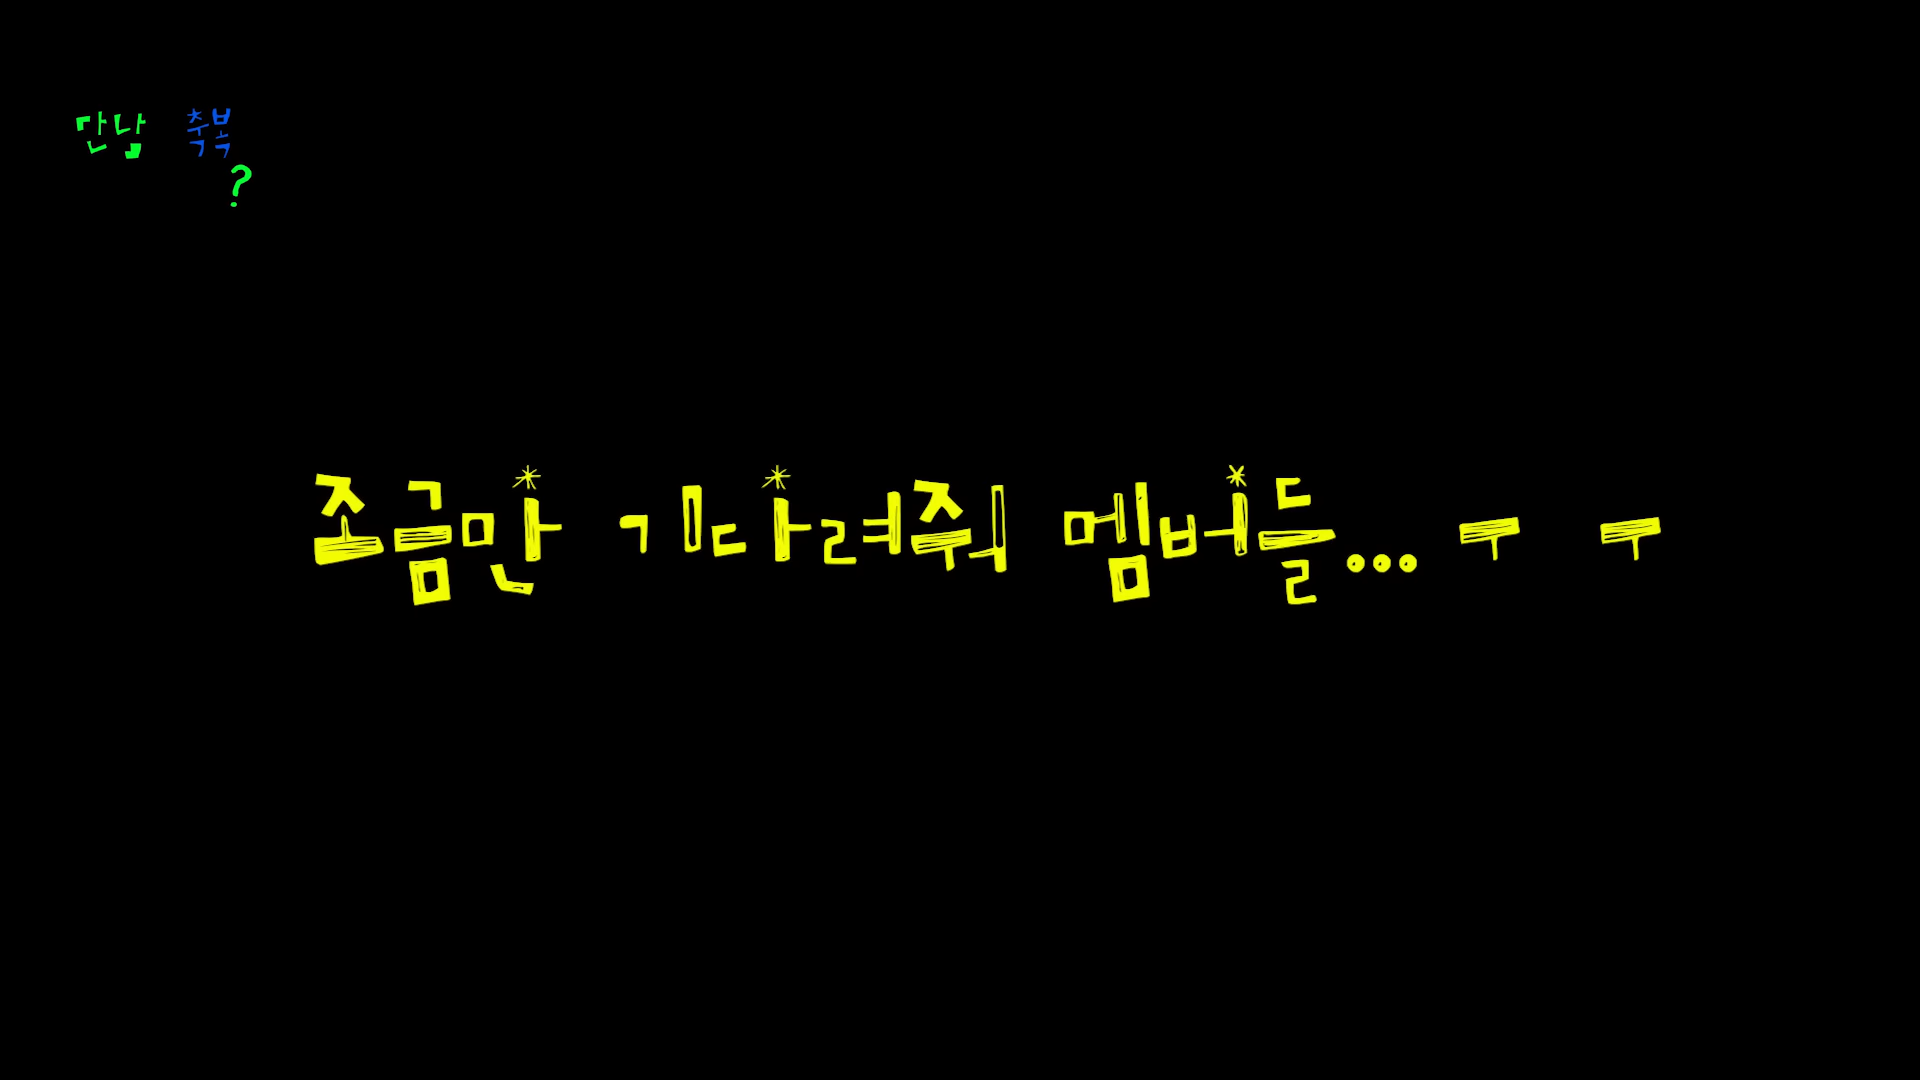 만남 축복
?
조금만 기다려줘 멤버들... ㅜ ㅜ